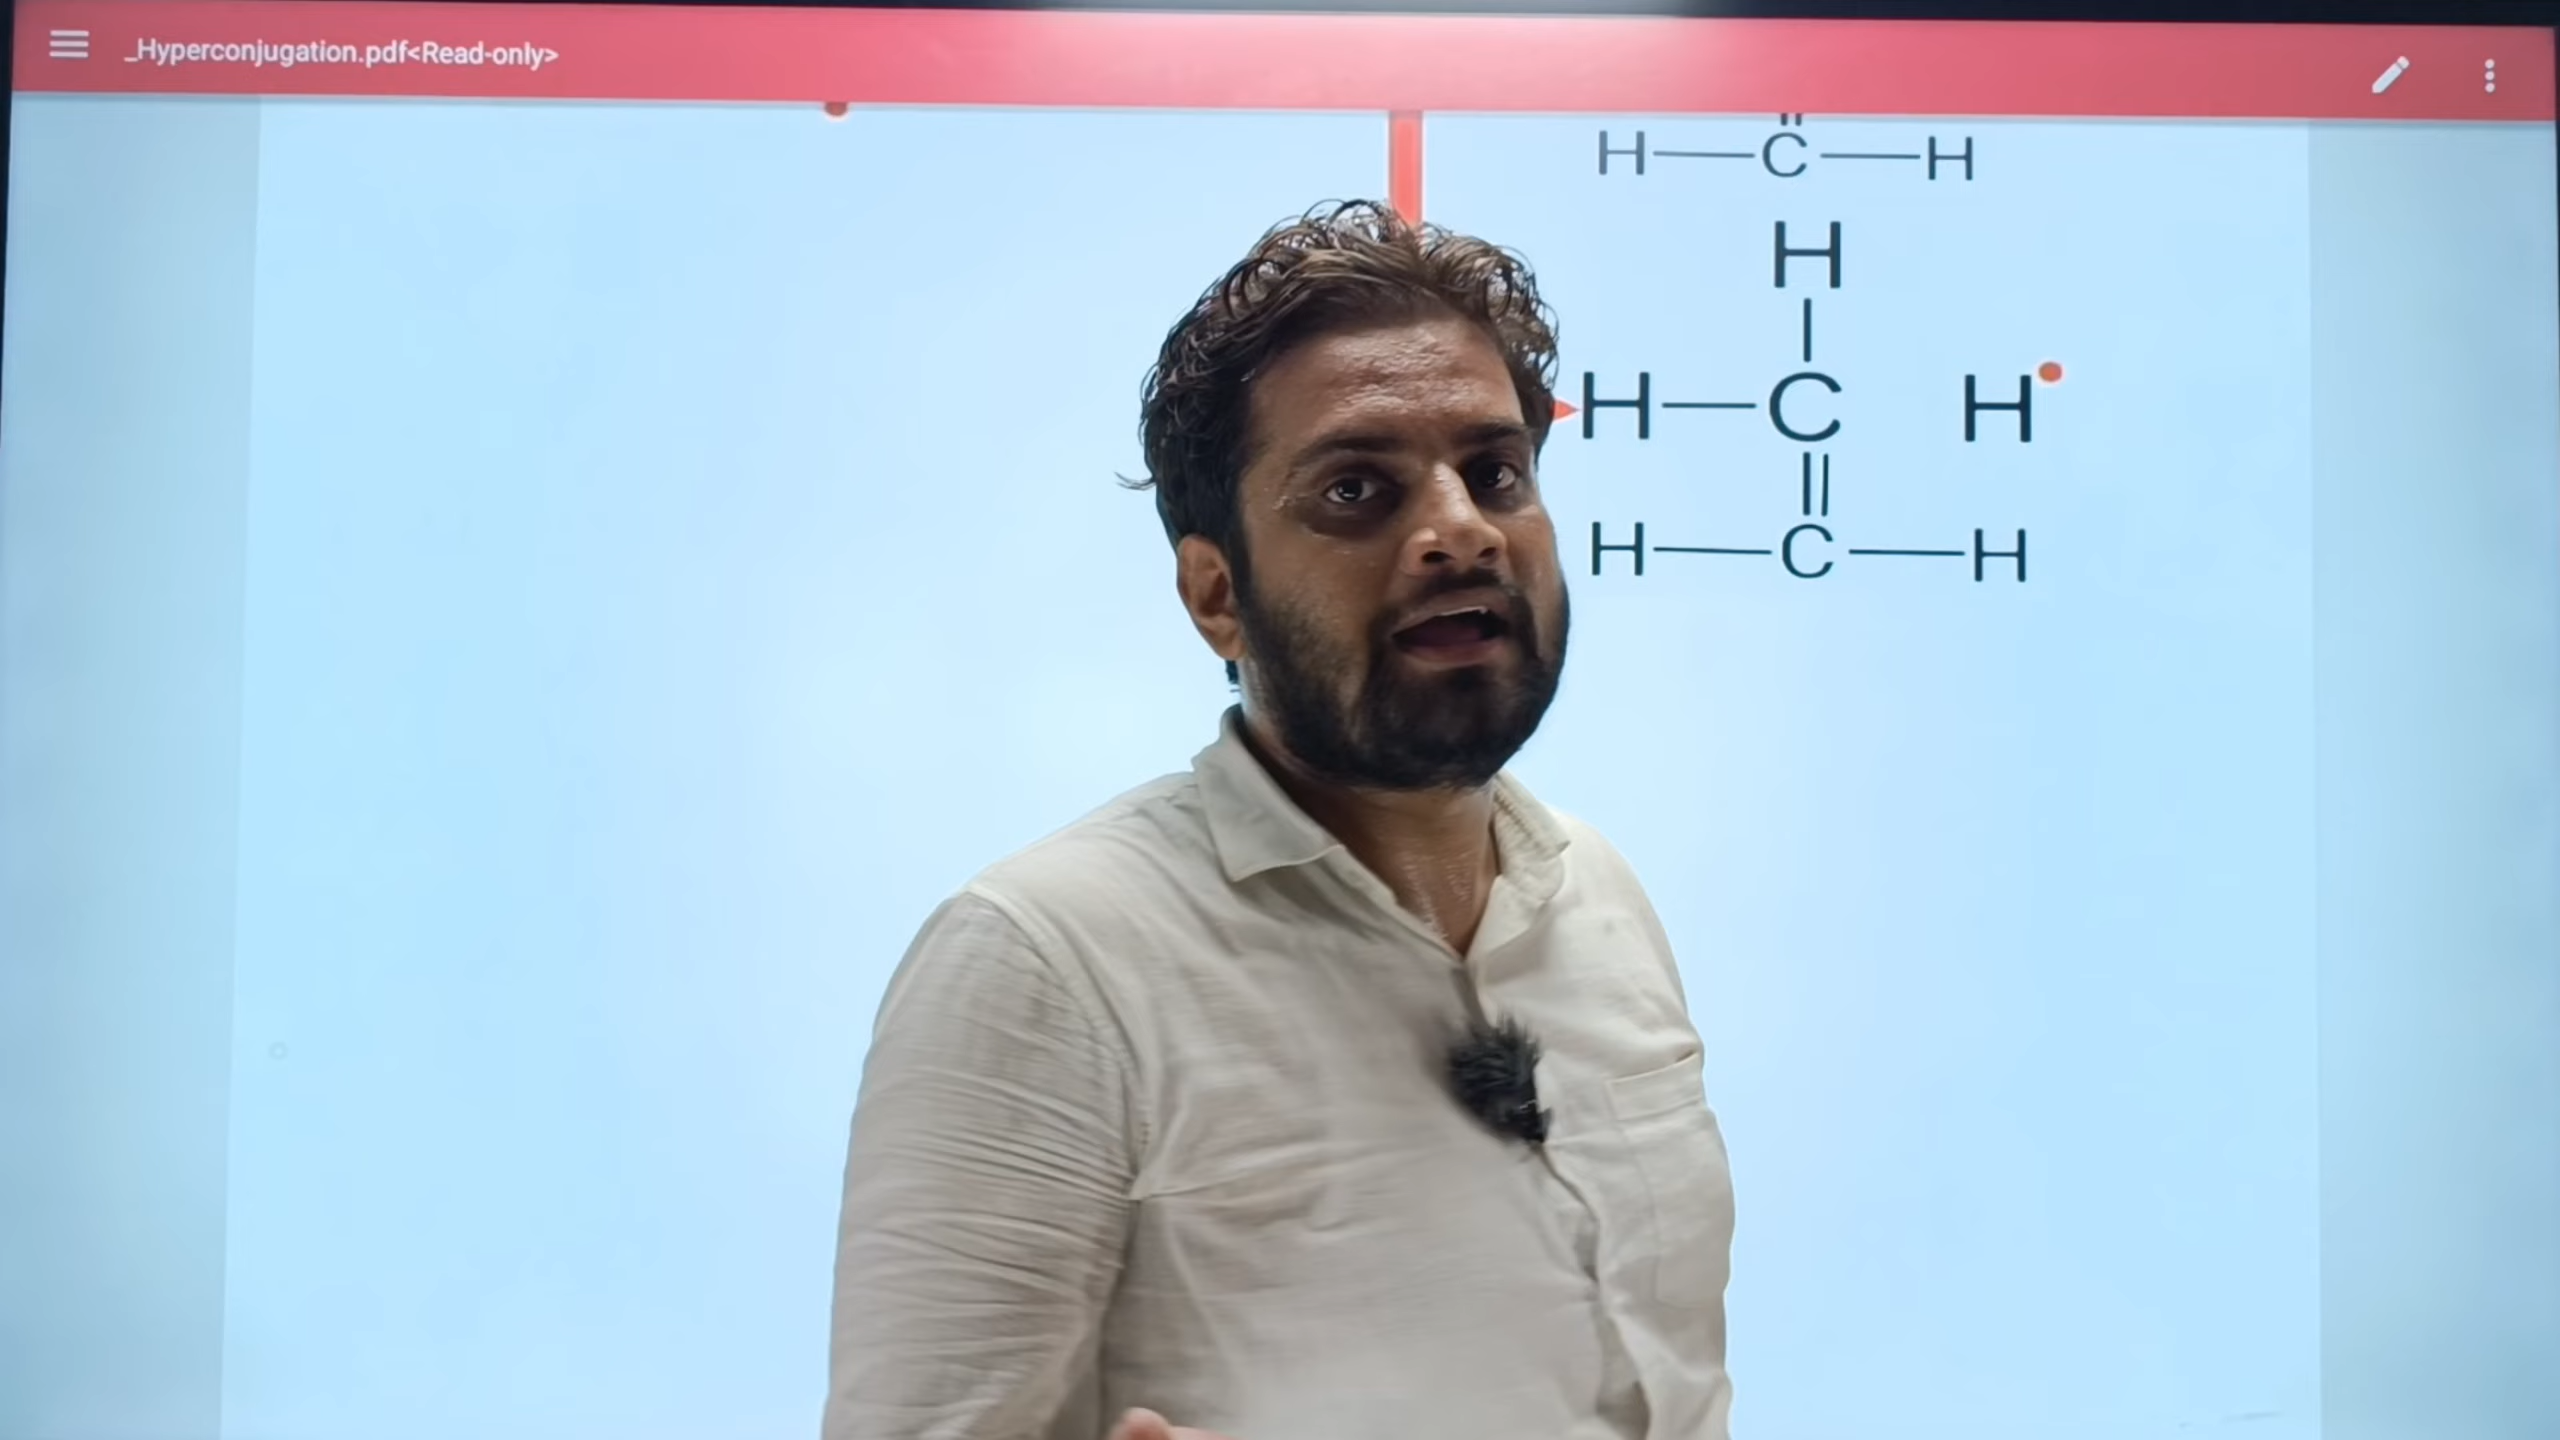 _Hyperconjugation.pdf<Read-only>
H—C—H
H
H—C H
H—C—H